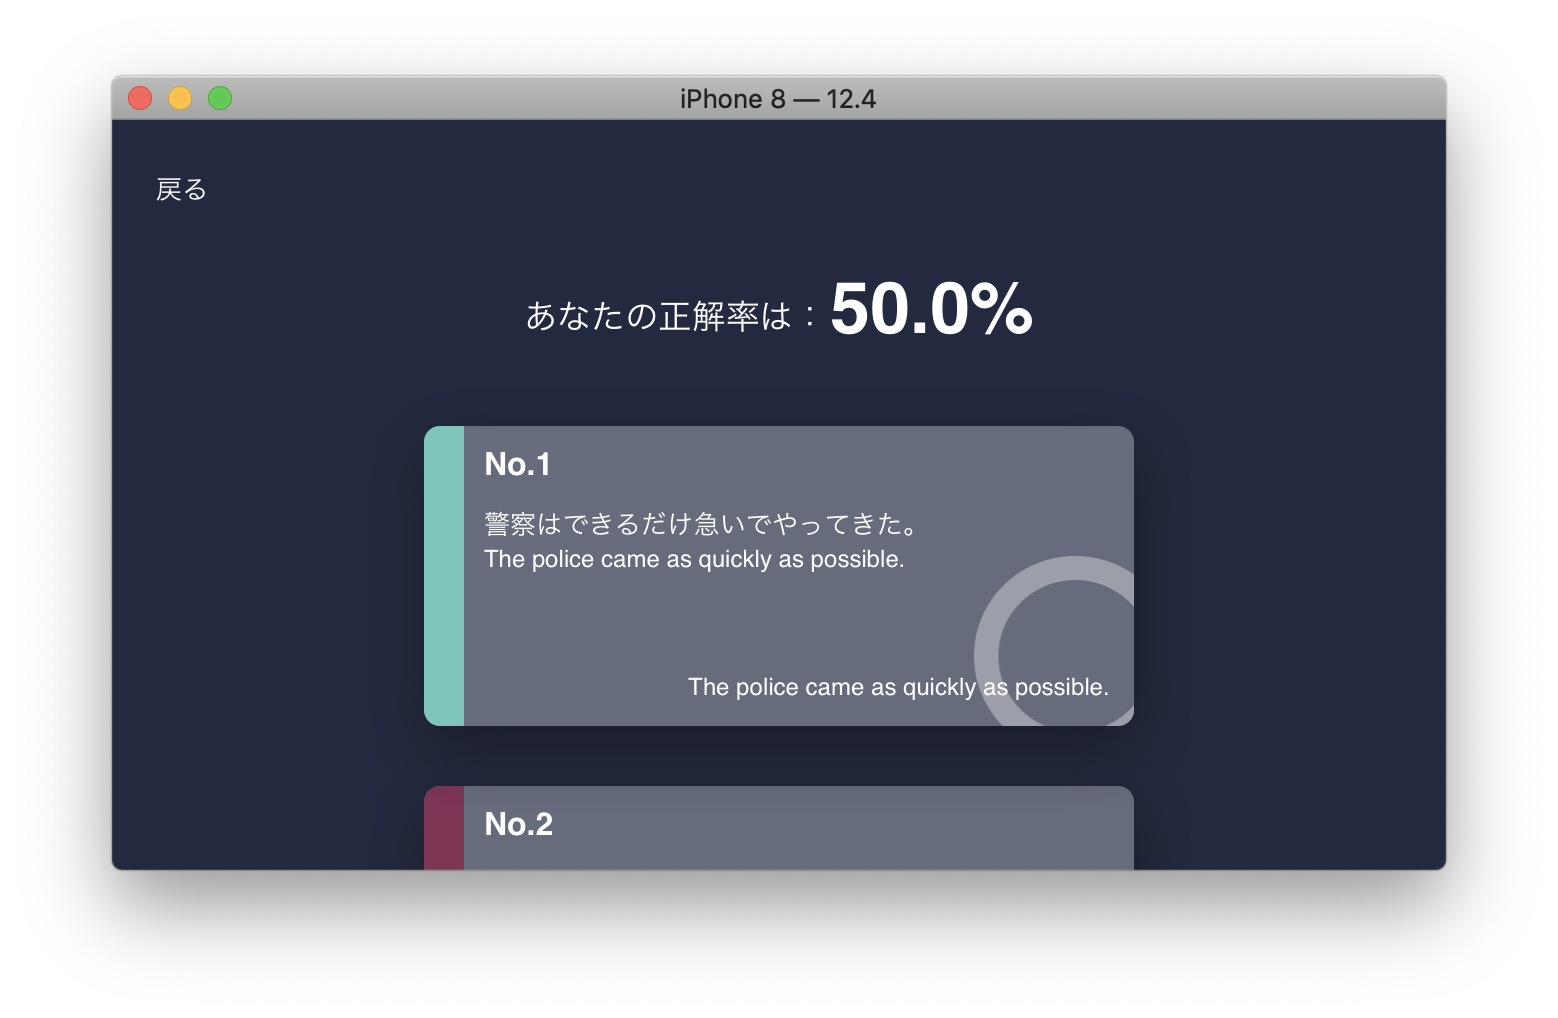 iPhone 8 — 12.4
戻る
あなたの正解率は：50.0%
No.1
警察はできるだけ急いでやってきた。
The police came as quickly as possible.
The police came as quickly as possible.
No.2